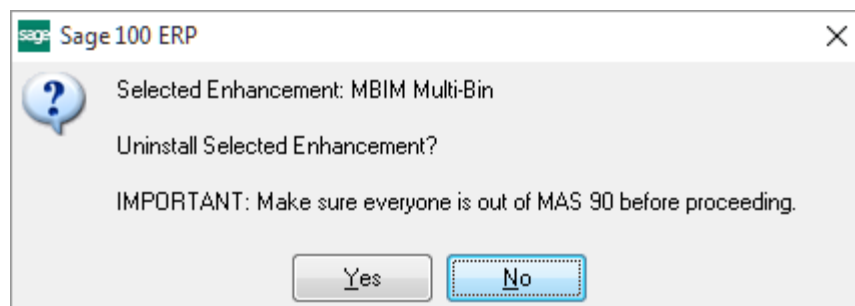 sage Sage 100 ERP
Selected Enhancement: MBIM Multi-Bin
Uninstall Selected Enhancement?
IMPORTANT: Make sure everyone is out of MAS 90 before proceeding.
Yes No